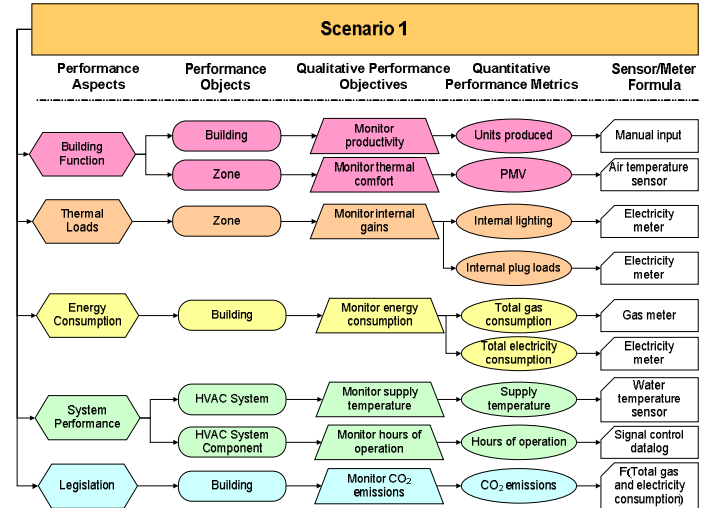 Scenario 1
Performance
Aspects
Performance
Objects
Qualitative Performance
Objectives
Quantitative
Performance Metrics
Sensor/Meter
Formula
Building
Function
Building
Monitor
productivity
Units produced
Manual input
Zone
Monitor thermal
comfort
PMV
Air temperature
sensor
Thermal
Loads
Zone
Monitor internal
gains
Internal lighting
Electricity
meter
Internal plug loads
Electricity
meter
Energy
Consumption
Building
Monitor energy
consumption
Total gas
consumption
Gas meter
Total electricity
consumption
Electricity
meter
System
Performance
HVAC System
Monitor supply
temperature
Supply
temperature
Water
temperature
sensor
HVAC System
Component
Monitor hours of
operation
Hours of operation
Signal control
datalog
Legislation
Building
Monitor CO₂
emissions
CO₂ emissions
F(Total gas
and electricity
consumption)